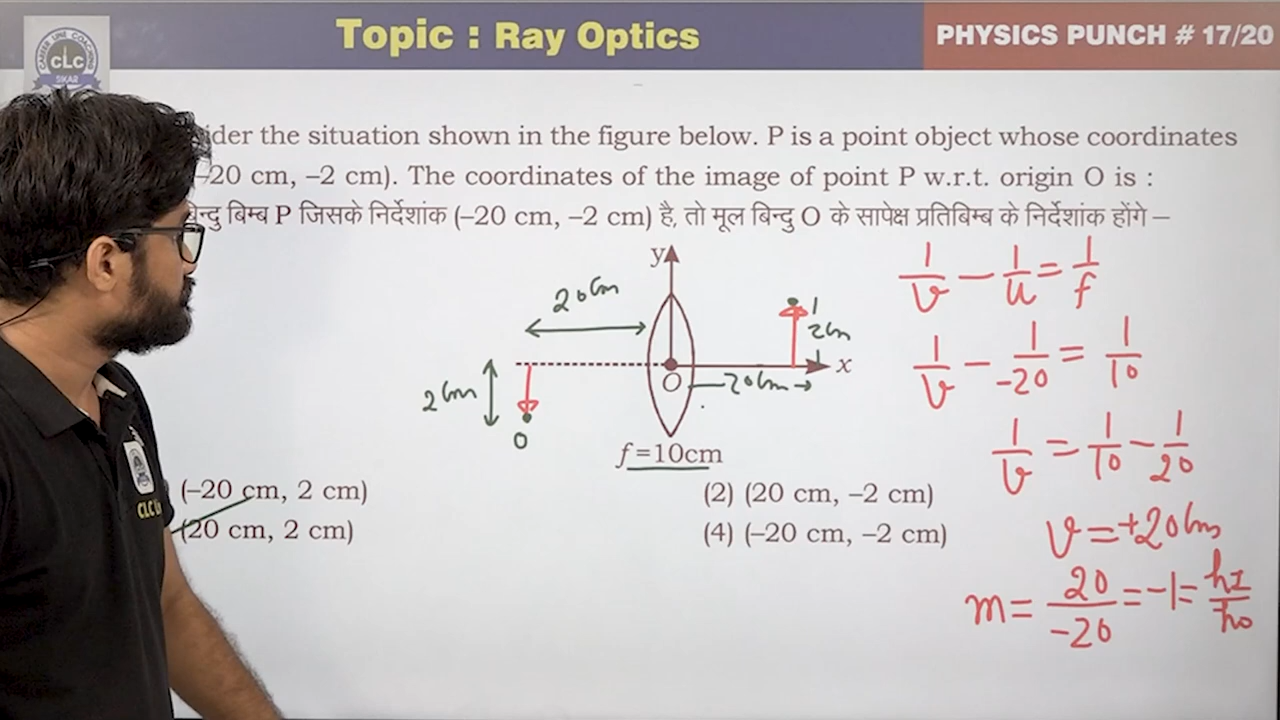 Topic : Ray Optics
PHYSICS PUNCH # 17/20
CAREER LINE COACHING
CLC
SIKAR
the situation shown in the figure below. P is a point object whose coordinates
–20 cm, –2 cm). The coordinates of the image of point P w.r.t. origin O is :
बिम्ब P जिसके निर्देशांक (–20 cm, –2 cm) है, तो मूल बिन्दु O के सापेक्ष प्रतिबिम्ब के निर्देशांक होंगे –
y
20cm
2cm
x
O
20cm
2cm
O
f=10cm
(–20 cm, 2 cm)
(2) (20 cm, –2 cm)
(20 cm, 2 cm)
(4) (–20 cm, –2 cm)
1/v – 1/u = 1/f
1/v – 1/-20 = 1/10
1/v = 1/10 – 1/20
v = +20cm
m = 20/-20 = -1 = hI/ho
CLC